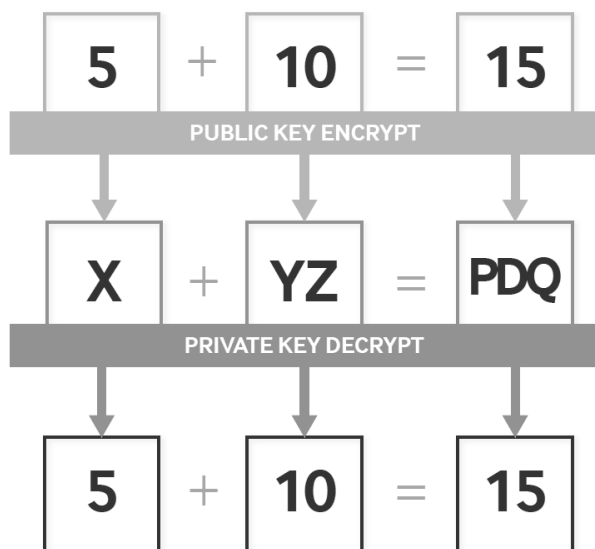 5 + 10 = 15
PUBLIC KEY ENCRYPT
X + YZ = PDQ
PRIVATE KEY DECRYPT
5 + 10 = 15